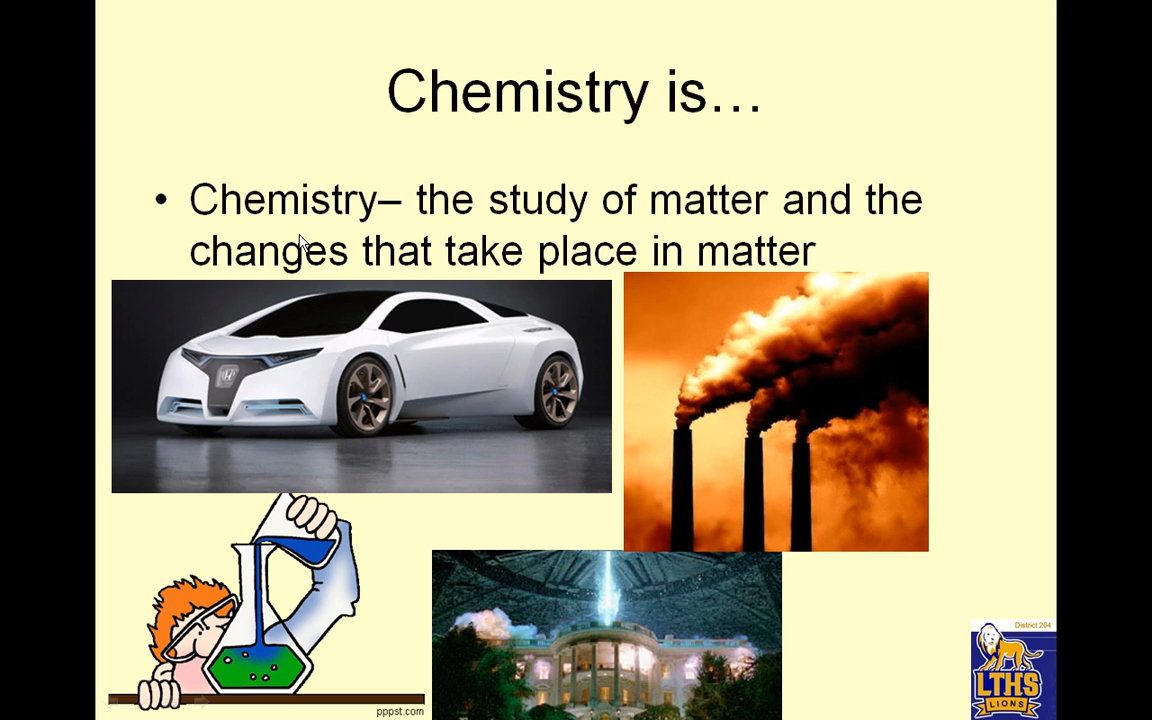 Chemistry is…
• Chemistry– the study of matter and the
changes that take place in matter
pppst.com
District 204
LTHS
LIONS